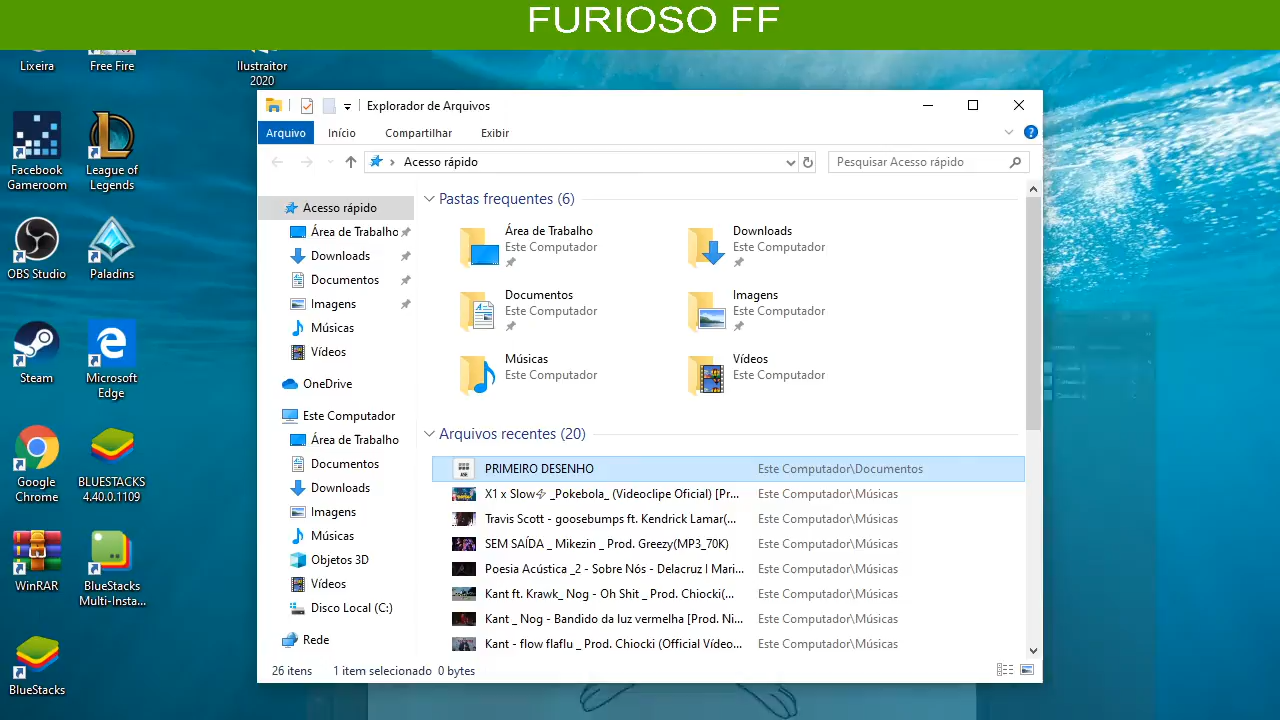 FURIOSO FF
Lixeira
Free Fire
Ilustraitor
2020
Facebook
Gameroom
League of
Legends
OBS Studio
Paladins
Steam
Microsoft
Edge
Google
Chrome
BLUESTACKS
4.40.0.1109
WinRAR
BlueStacks
Multi-Insta...
BlueStacks
Explorador de Arquivos
Arquivo
Início
Compartilhar
Exibir
Acesso rápido
Pesquisar Acesso rápido
Acesso rápido
Área de Trabalho
Downloads
Documentos
Imagens
Músicas
Vídeos
OneDrive
Este Computador
Área de Trabalho
Documentos
Downloads
Imagens
Músicas
Objetos 3D
Vídeos
Disco Local (C:)
Rede
Pastas frequentes (6)
Área de Trabalho
Este Computador
Downloads
Este Computador
Documentos
Este Computador
Imagens
Este Computador
Músicas
Este Computador
Vídeos
Este Computador
Arquivos recentes (20)
PRIMEIRO DESENHO Este Computador\Documentos
X1 x Slow⚡ _Pokebola_ (Videoclipe Oficial) [Pr... Este Computador\Músicas
Travis Scott - goosebumps ft. Kendrick Lamar(... Este Computador\Músicas
SEM SAÍDA _ Mikezin _ Prod. Greezy(MP3_70K) Este Computador\Músicas
Poesia Acústica _2 - Sobre Nós - Delacruz l Mari... Este Computador\Músicas
Kant ft. Krawk_ Nog - Oh Shit _ Prod. Chiocki(... Este Computador\Músicas
Kant _ Nog - Bandido da luz vermelha [Prod. Ni... Este Computador\Músicas
Kant - flow flaflu _ Prod. Chiocki (Official Vídeo... Este Computador\Músicas
26 itens 1 item selecionado 0 bytes